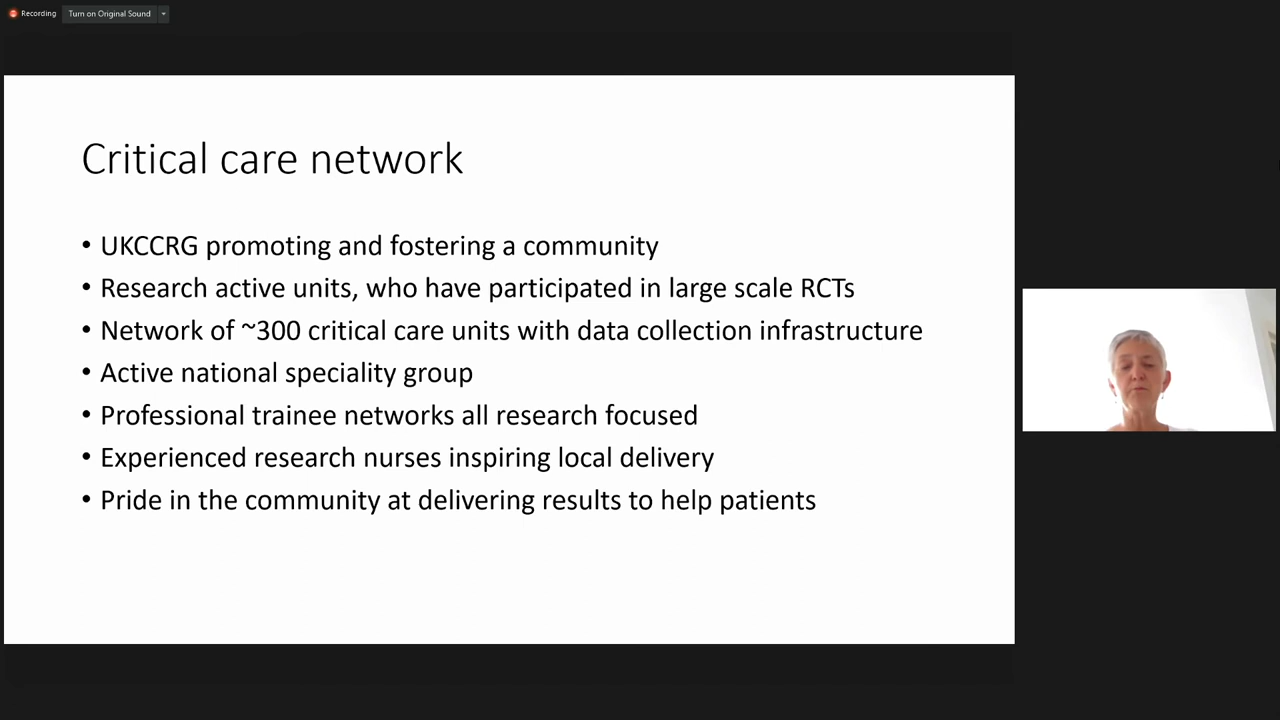 Recording
Turn on Original Sound
Critical care network
• UKCCRG promoting and fostering a community
• Research active units, who have participated in large scale RCTs
• Network of ~300 critical care units with data collection infrastructure
• Active national speciality group
• Professional trainee networks all research focused
• Experienced research nurses inspiring local delivery
• Pride in the community at delivering results to help patients